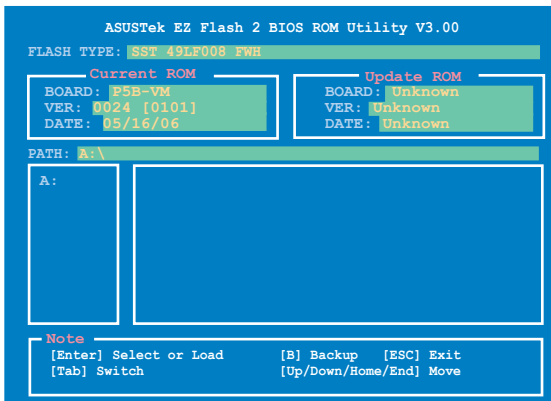 ASUSTek EZ Flash 2 BIOS ROM Utility V3.00
FLASH TYPE: SST 49LF008 FWH
Current ROM
BOARD: P5B-VM
VER: 0024 [0101]
DATE: 05/16/06
Update ROM
BOARD: Unknown
VER: Unknown
DATE: Unknown
PATH: A:\
A:
Note
[Enter] Select or Load [B] Backup [ESC] Exit
[Tab] Switch [Up/Down/Home/End] Move